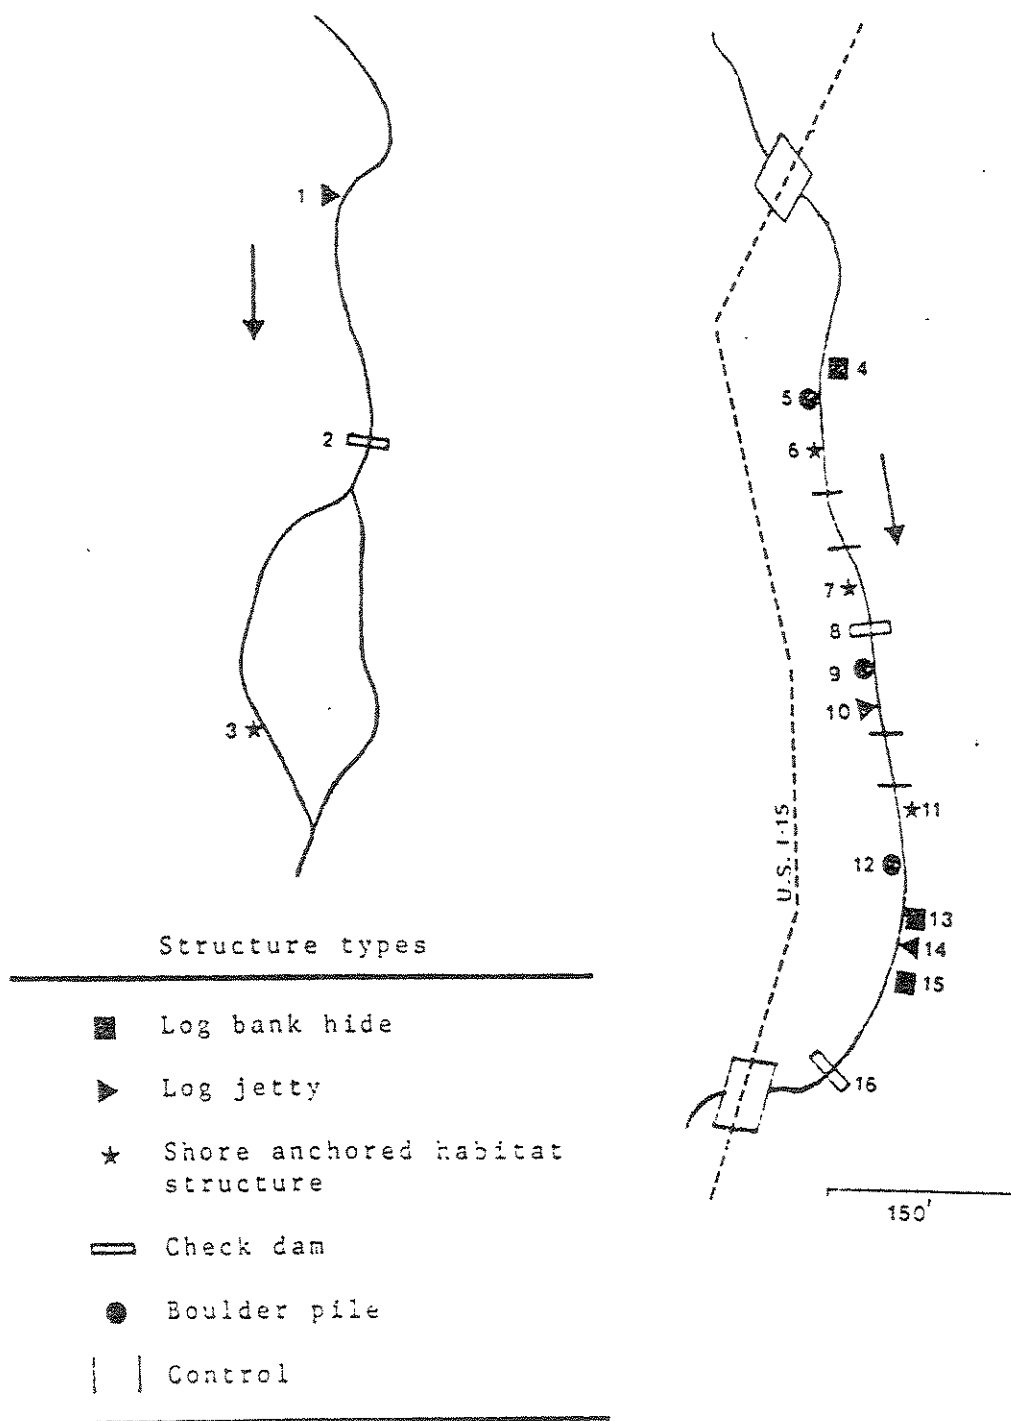 1
2
3
4
5
6
7
8
9
10
11
12
13
14
15
16
U.S. I-15
150'
Structure types
Log bank hide
Log jetty
Shore anchored habitat
structure
Check dam
Boulder pile
Control